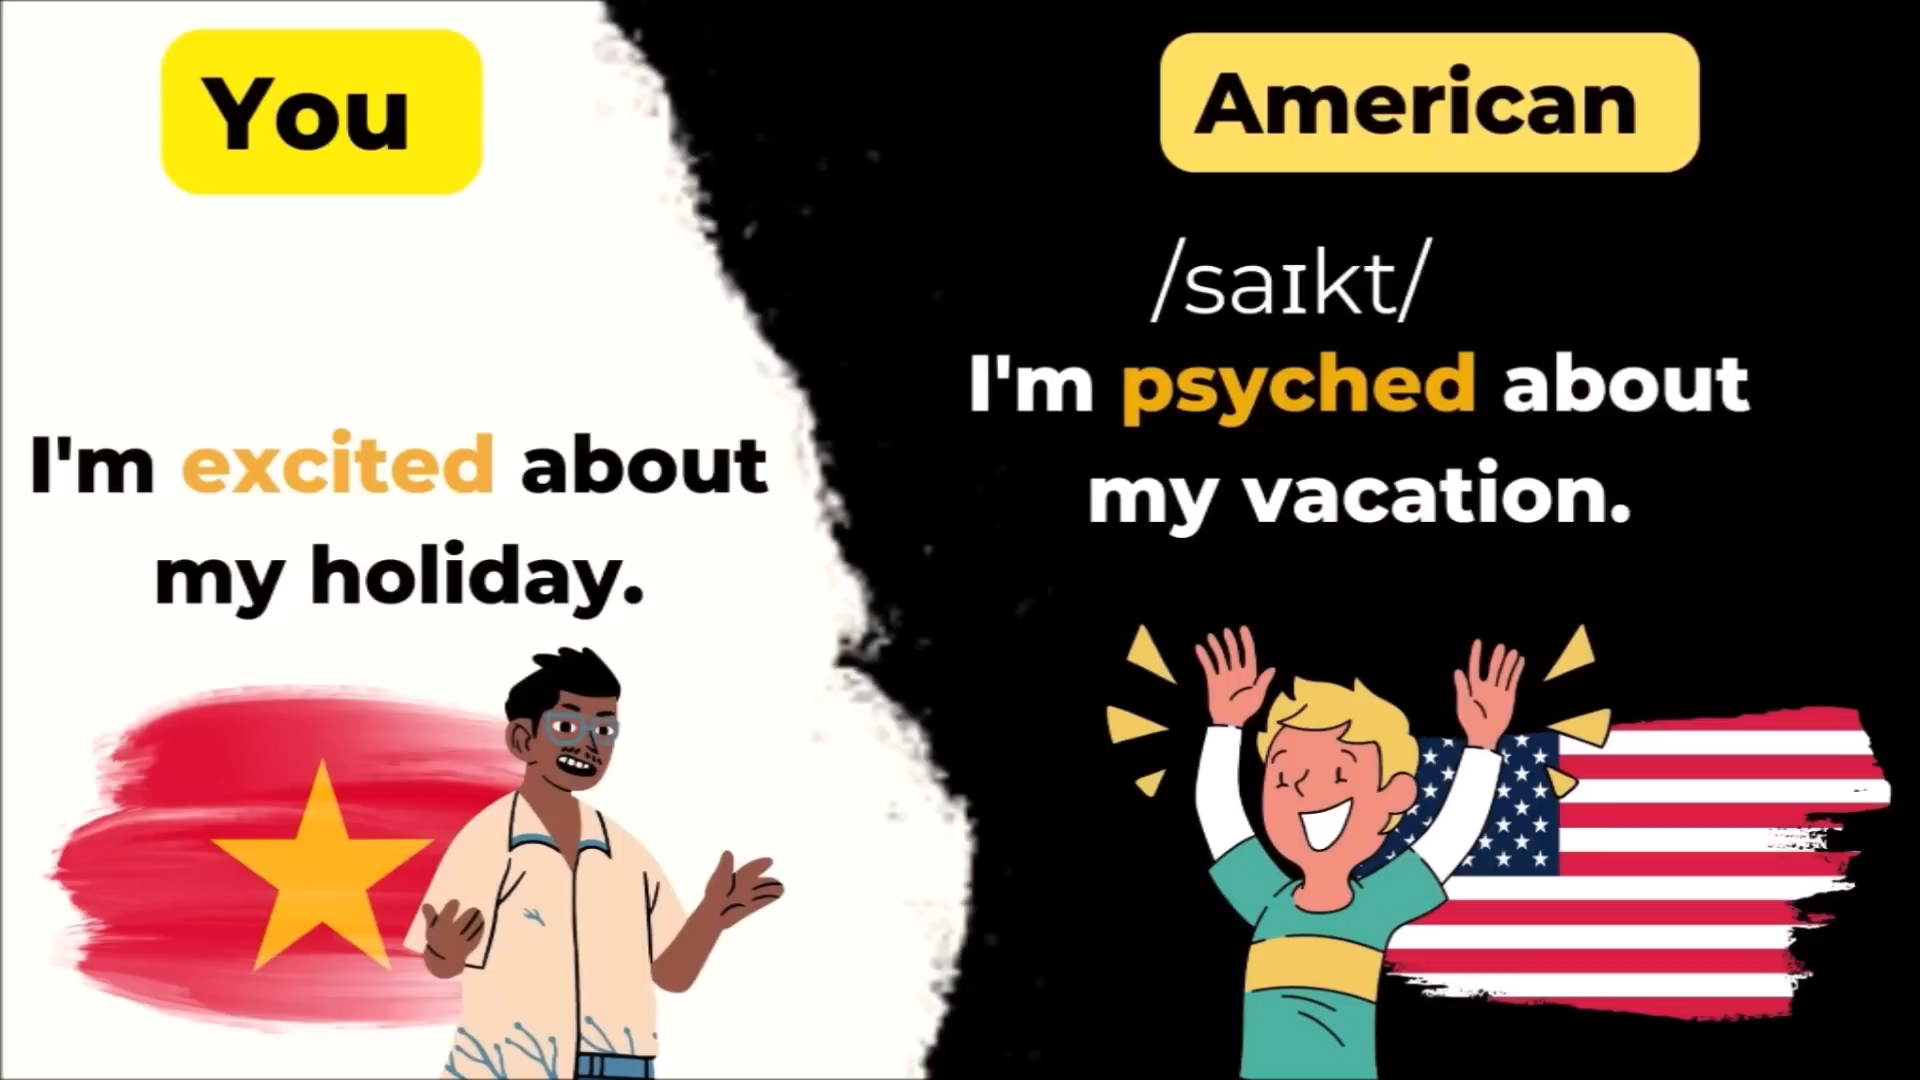 You
I'm excited about
my holiday.
American
/saɪkt/
I'm psyched about
my vacation.